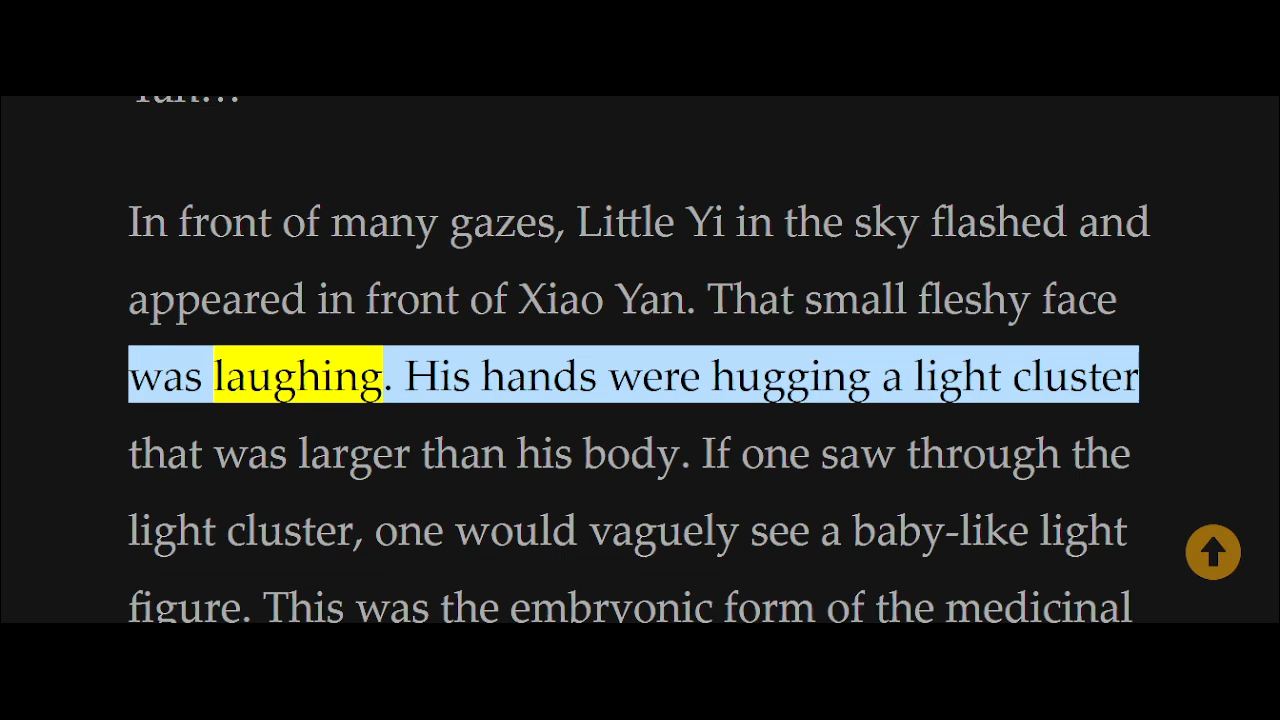 In front of many gazes, Little Yi in the sky flashed and
appeared in front of Xiao Yan. That small fleshy face
was laughing. His hands were hugging a light cluster
that was larger than his body. If one saw through the
light cluster, one would vaguely see a baby-like light
figure. This was the embryonic form of the medicinal